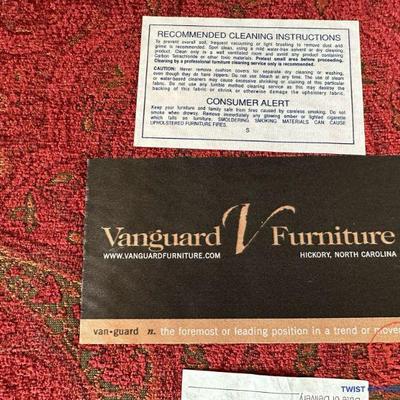 RECOMMENDED CLEANING INSTRUCTIONS
To prevent overall soil, frequent vacuuming or light brushing to remove dust and
grime is recommended. Spot clean, using a mild water-free solvent or dry cleaning
product. Clean only in a well ventilated room and avoid any product containing
Carbon Tetrachloride or other toxic materials. Pretest small area before proceeding.
Cleaning by a professional furniture cleaning service only is recommended.
CAUTION: Never remove cushion covers for separate dry cleaning or washing,
even though they do have zippers. Do not use bleach at any time. The use of steam
or water cleaners may cause excessive shrinking or staining of this particular
fabric. Do not use any tumble method cleaning service as this may destroy the
backing of this fabric or shrink, or otherwise damage the upholstery fabric.
CONSUMER ALERT
Keep your furniture and family safe from fires caused by careless smoking. Do not
smoke when drowsy. Remove immediately any glowing ember or lighted cigarette
which falls on furniture. SMOLDERING SMOKING MATERIALS CAN CAUSE
UPHOLSTERED FURNITURE FIRES.
S
Vanguard V Furniture
WWW.VANGUARDFURNITURE.COM HICKORY, NORTH CAROLINA
van•guard n. the foremost or leading position in a trend or
TWIST
Date of Delivery